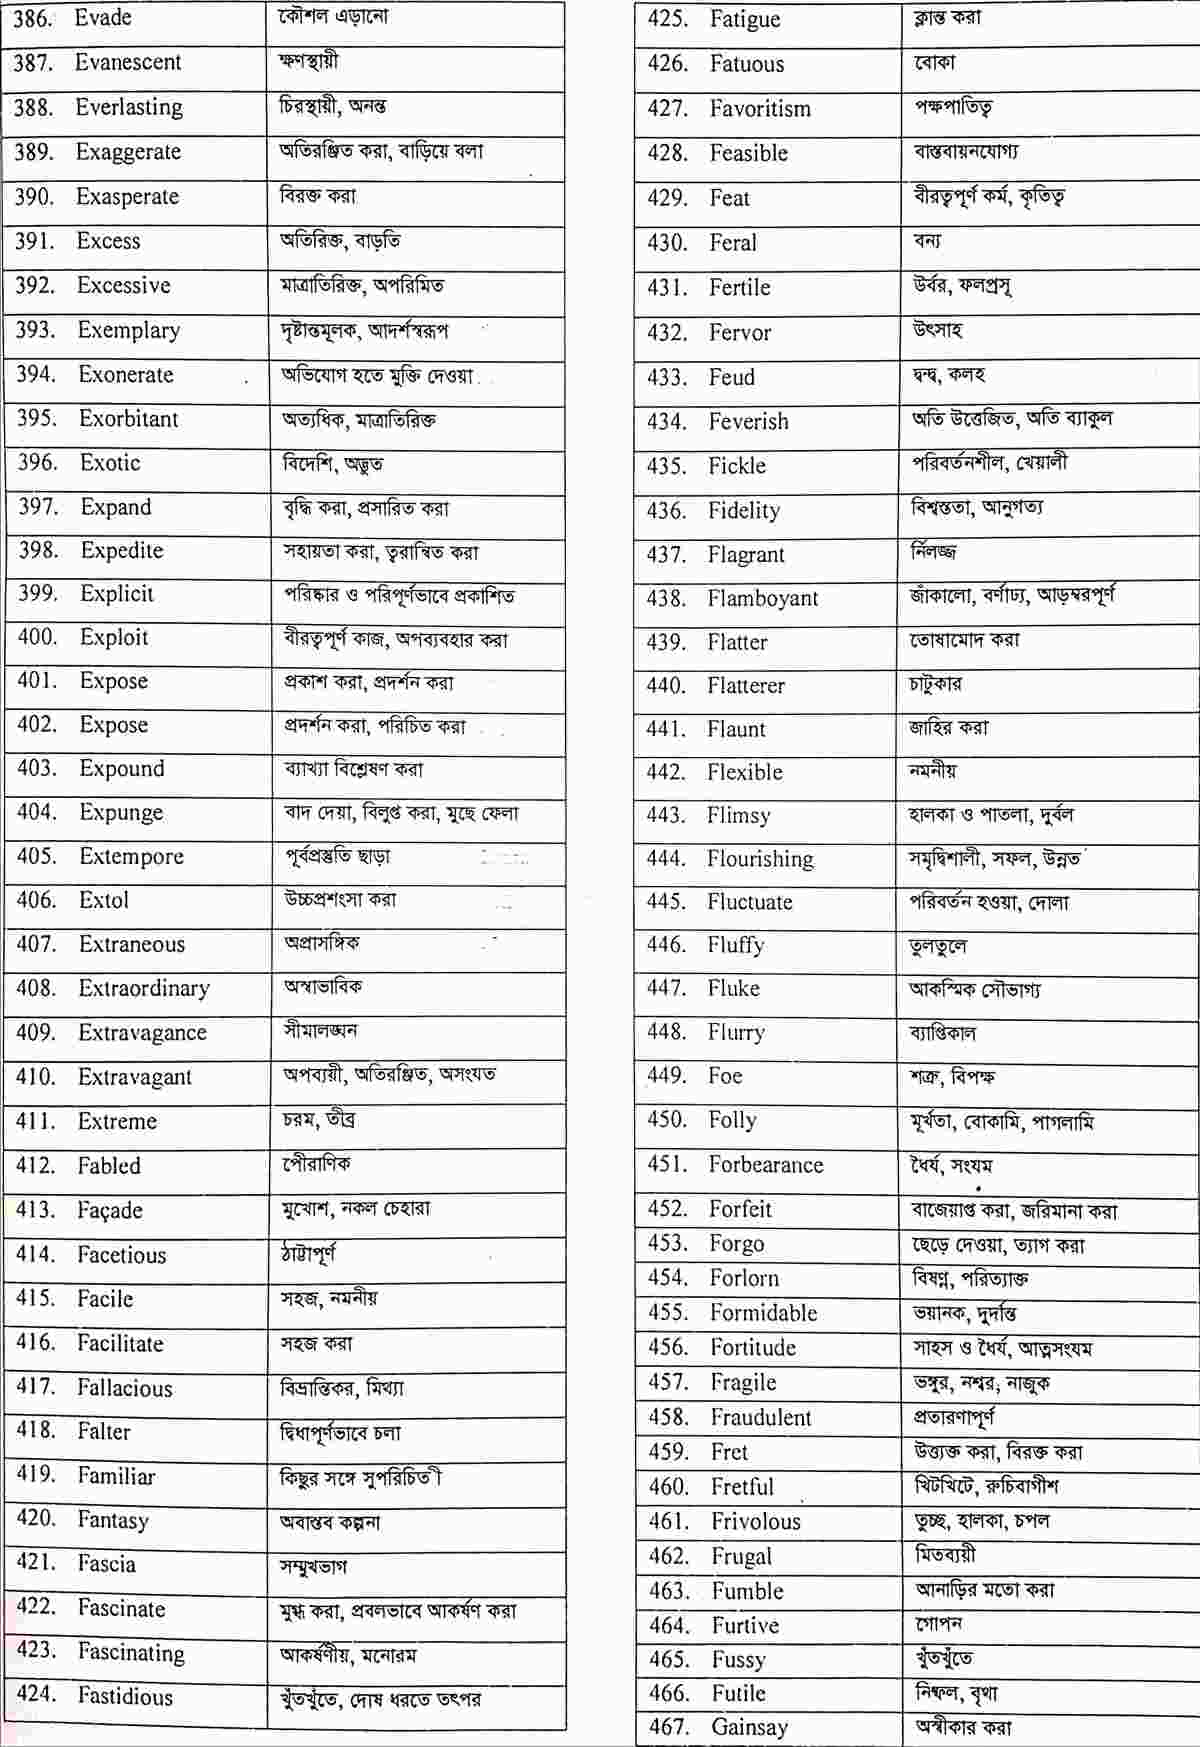 386. Evade কৌশল এড়ানো
387. Evanescent ক্ষণস্থায়ী
388. Everlasting চিরস্থায়ী, অনন্ত
389. Exaggerate অতিরঞ্জিত করা, বাড়িয়ে বলা
390. Exasperate বিরক্ত করা
391. Excess অতিরিক্ত, বাড়তি
392. Excessive মাত্রাতিরিক্ত, অপরিমিত
393. Exemplary দৃষ্টান্তমূলক, আদর্শস্বরূপ
394. Exonerate অভিযোগ হতে মুক্তি দেওয়া
395. Exorbitant অত্যধিক, মাত্রাতিরিক্ত
396. Exotic বিদেশি, অদ্ভুত
397. Expand বৃদ্ধি করা, প্রসারিত করা
398. Expedite সহায়তা করা, ত্বরান্বিত করা
399. Explicit পরিষ্কার ও পরিপূর্ণভাবে প্রকাশিত
400. Exploit বীরত্বপূর্ণ কাজ, অপব্যবহার করা
401. Expose প্রকাশ করা, প্রদর্শন করা
402. Expose প্রদর্শন করা, পরিচিত করা
403. Expound ব্যাখ্যা বিশ্লেষণ করা
404. Expunge বাদ দেয়া, বিলুপ্ত করা, মুছে ফেলা
405. Extempore পূর্বপ্রস্তুতি ছাড়া
406. Extol উচ্চপ্রশংসা করা
407. Extraneous অপ্রাসঙ্গিক
408. Extraordinary অস্বাভাবিক
409. Extravagance সীমালঙ্ঘন
410. Extravagant অপব্যয়ী, অতিরঞ্জিত, অসংযত
411. Extreme চরম, তীব্র
412. Fabled পৌরাণিক
413. Façade মুখোশ, নকল চেহারা
414. Facetious ঠাট্টাপূর্ণ
415. Facile সহজ, নমনীয়
416. Facilitate সহজ করা
417. Fallacious বিভ্রান্তিকর, মিথ্যা
418. Falter দ্বিধাপূর্ণভাবে চলা
419. Familiar কিছুর সঙ্গে সুপরিচিতী
420. Fantasy অবাস্তব কল্পনা
421. Fascia সম্মুখভাগ
422. Fascinate মুগ্ধ করা, প্রবলভাবে আকর্ষণ করা
423. Fascinating আকর্ষণীয়, মনোরম
424. Fastidious খুঁতখুঁতে, দোষ ধরতে তৎপর
425. Fatigue ক্লান্ত করা
426. Fatuous বোকা
427. Favoritism পক্ষপাতিত্ব
428. Feasible বাস্তবায়নযোগ্য
429. Feat বীরত্বপূর্ণ কর্ম, কৃতিত্ব
430. Feral বন্য
431. Fertile উর্বর, ফলপ্রসূ
432. Fervor উৎসাহ
433. Feud দ্বন্দ্ব, কলহ
434. Feverish অতি উত্তেজিত, অতি ব্যাকুল
435. Fickle পরিবর্তনশীল, খেয়ালী
436. Fidelity বিশ্বস্ততা, আনুগত্য
437. Flagrant নির্লজ্জ
438. Flamboyant জাঁকালো, বর্ণাঢ্য, আড়ম্বরপূর্ণ
439. Flatter তোষামোদ করা
440. Flatterer চাটুকার
441. Flaunt জাহির করা
442. Flexible নমনীয়
443. Flimsy হালকা ও পাতলা, দুর্বল
444. Flourishing সমৃদ্বিশালী, সফল, উন্নত
445. Fluctuate পরিবর্তন হওয়া, দোলা
446. Fluffy তুলতুলে
447. Fluke আকস্মিক সৌভাগ্য
448. Flurry ব্যাণ্ডিকাল
449. Foe শত্রু, বিপক্ষ
450. Folly মূর্খতা, বোকামি, পাগলামি
451. Forbearance ধৈর্য, সংযম
452. Forfeit বাজেয়াপ্ত করা, জরিমানা করা
453. Forgo ছেড়ে দেওয়া, ত্যাগ করা
454. Forlorn বিষণ্ণ, পরিত্যাক্ত
455. Formidable ভয়ানক, দুর্দান্ত
456. Fortitude সাহস ও ধৈর্য, আত্নসংযম
457. Fragile ভঙ্গুর, নশ্বর, নাজুক
458. Fraudulent প্রতারণাপূর্ণ
459. Fret উত্ত্যক্ত করা, বিরক্ত করা
460. Fretful খিটখিটে, রুচিবাগীশ
461. Frivolous তুচ্ছ, হালকা, চপল
462. Frugal মিতব্যয়ী
463. Fumble আনাড়ির মতো করা
464. Furtive গোপন
465. Fussy খুঁতখুঁতে
466. Futile নিষ্ফল, বৃথা
467. Gainsay অস্বীকার করা